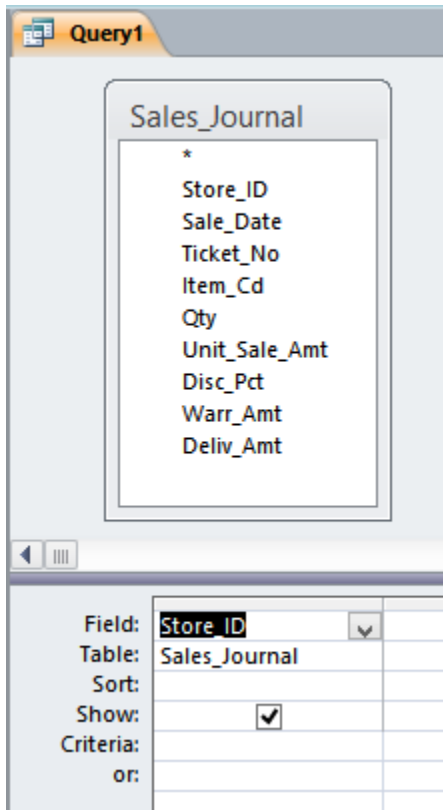 Query1
Sales_Journal
*
Store_ID
Sale_Date
Ticket_No
Item_Cd
Qty
Unit_Sale_Amt
Disc_Pct
Warr_Amt
Deliv_Amt
Field: Store_ID
Table: Sales_Journal
Sort:
Show:
Criteria:
or: